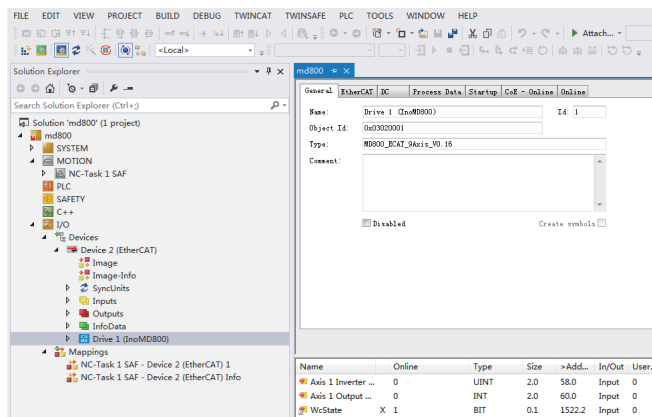 FILE EDIT VIEW PROJECT BUILD DEBUG TWINCAT TWINSAFE PLC TOOLS WINDOW HELP
Attach...
<Local>
Solution Explorer
md800
Search Solution Explorer (Ctrl+;)
Solution 'md800' (1 project)
md800
SYSTEM
MOTION
NC-Task 1 SAF
PLC
SAFETY
C++
I/O
Devices
Device 2 (EtherCAT)
Image
Image-Info
SyncUnits
Inputs
Outputs
InfoData
Drive 1 (InoMD800)
Mappings
NC-Task 1 SAF - Device 2 (EtherCAT) 1
NC-Task 1 SAF - Device 2 (EtherCAT) Info
General EtherCAT DC Process Data Startup CoE - Online Online
Name: Drive 1 (InoMD800) Id: 1
Object Id: 0x03020001
Type: MD800_ECAT_9Axis_V0.16
Comment:
Disabled Create symbols
Name Online Type Size >Add... In/Out User.
Axis 1 Inverter ... 0 UINT 2.0 58.0 Input 0
Axis 1 Output ... 0 INT 2.0 60.0 Input 0
WcState X 1 BIT 0.1 1522.2 Input 0